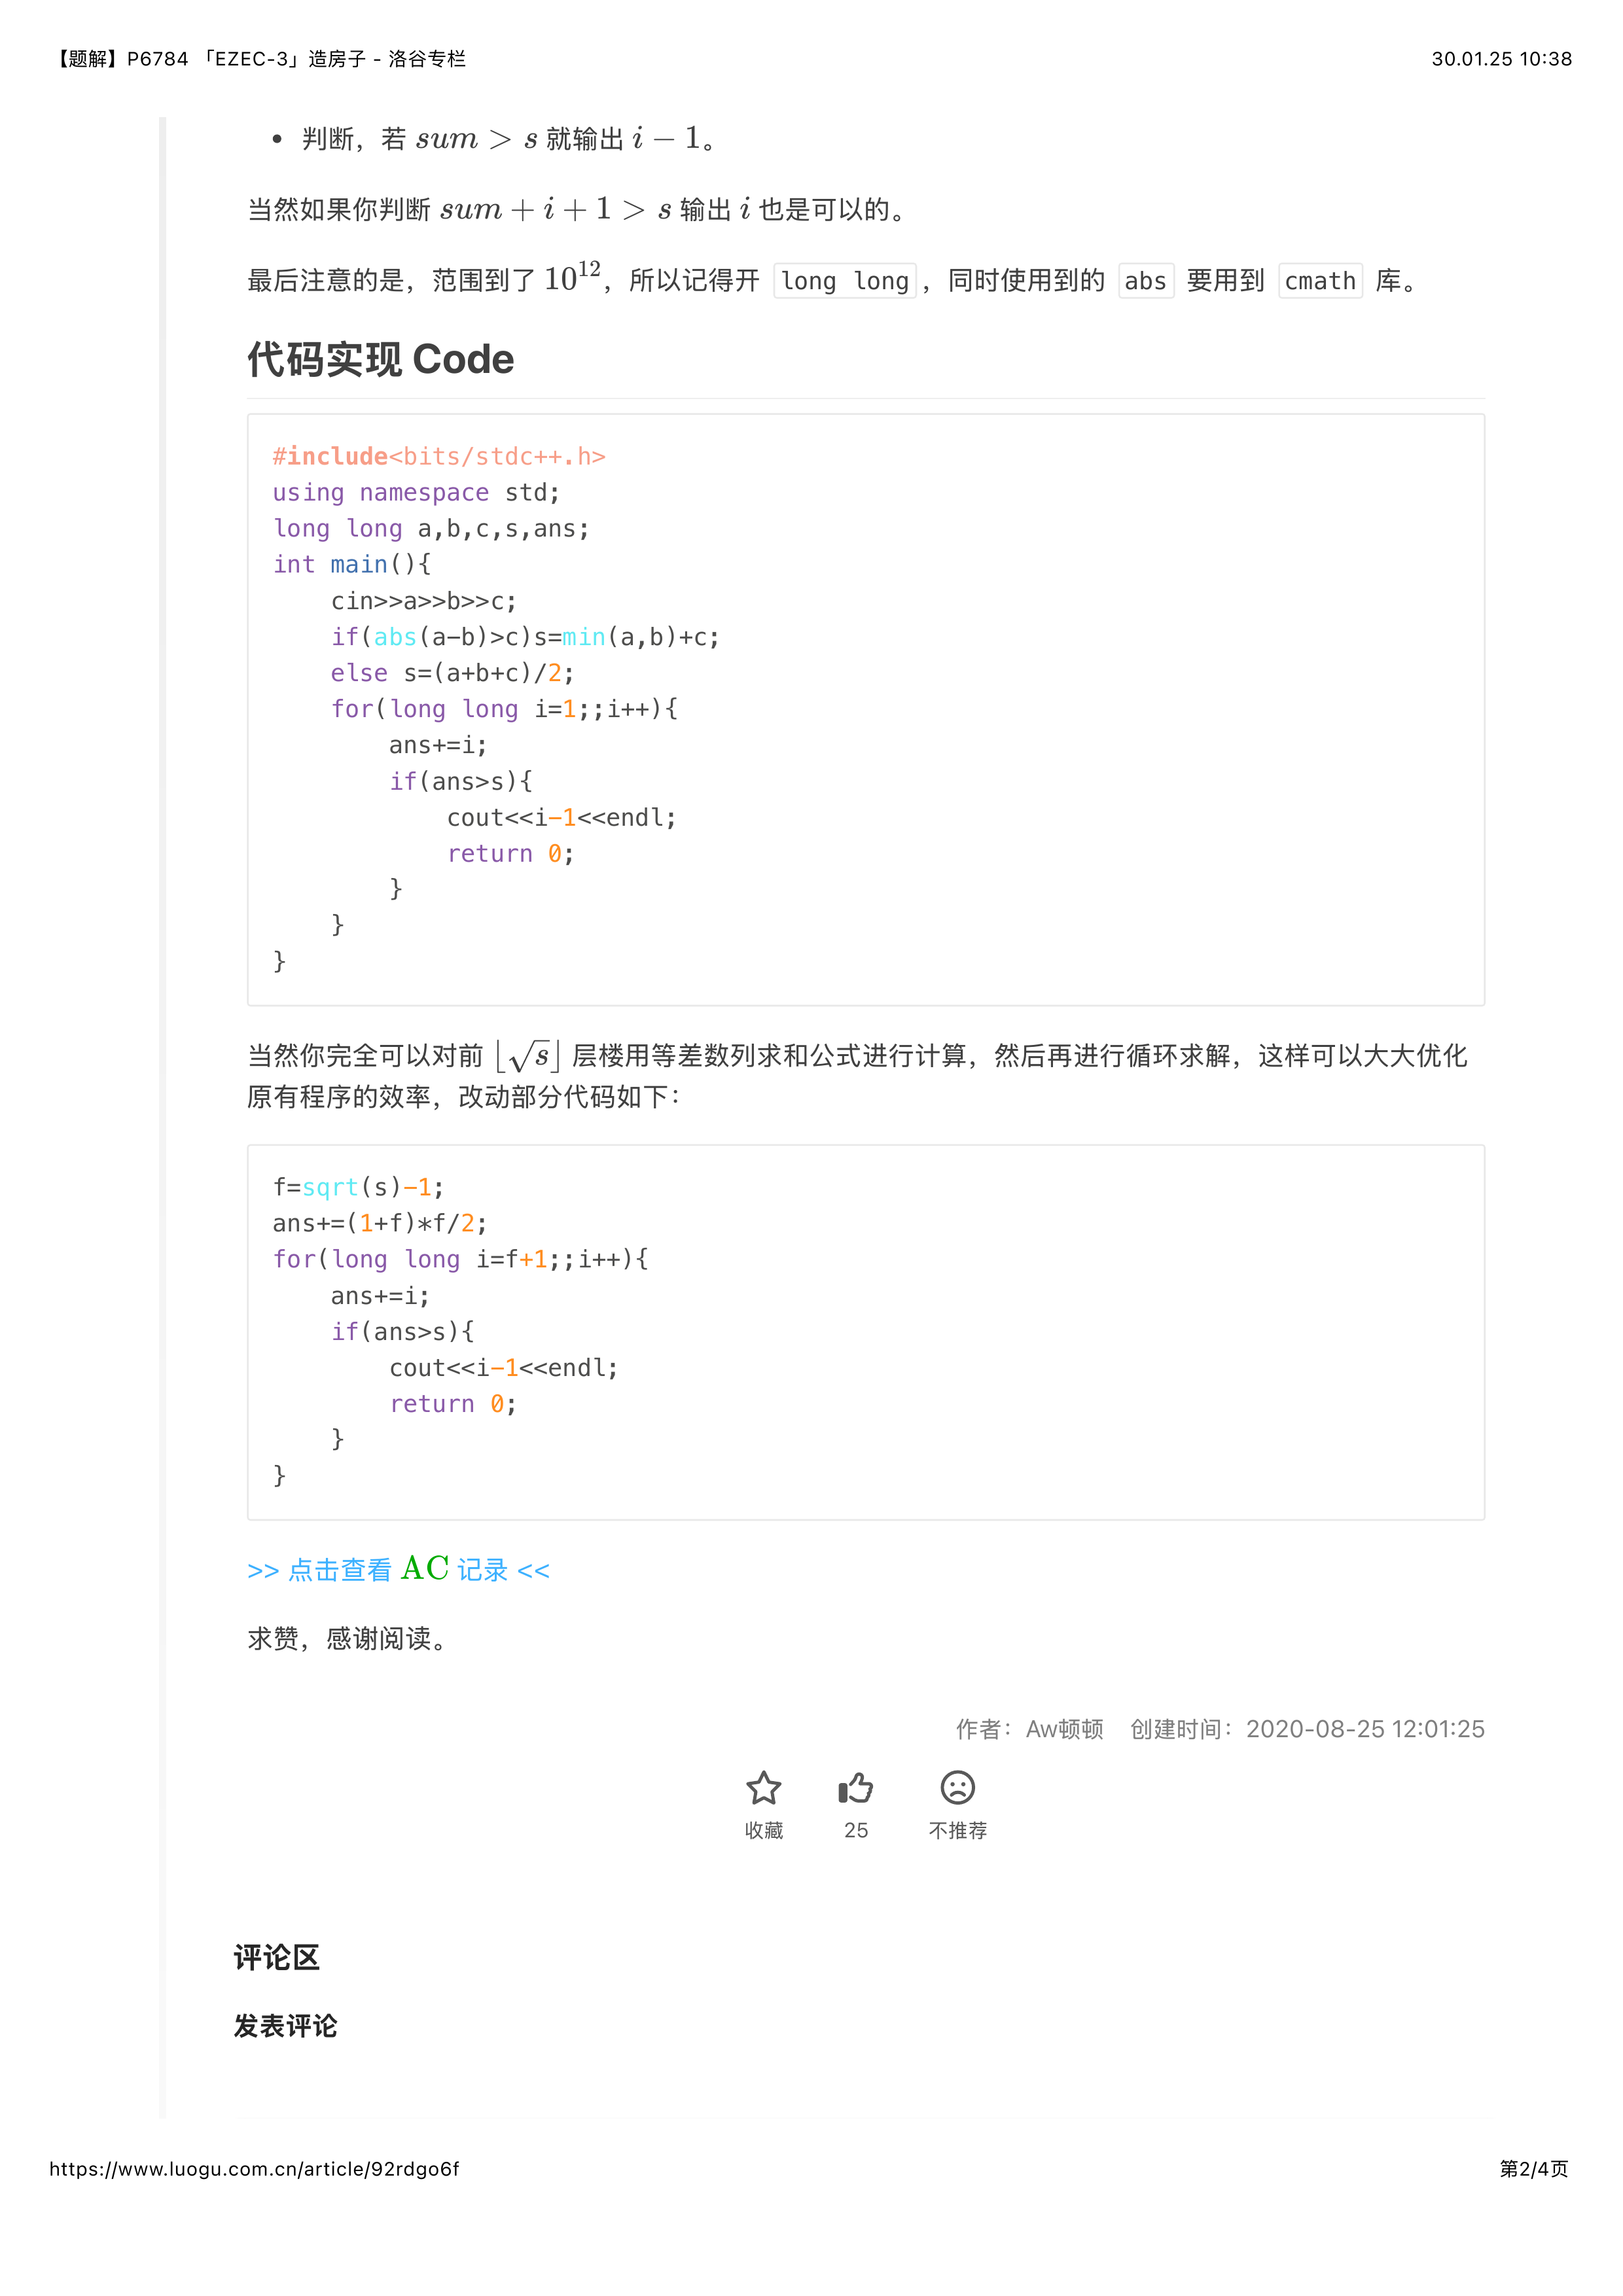 【题解】P6784 「EZEC-3」造房子 - 洛谷专栏
30.01.25 10:38
• 判断，若 sum > s 就输出 i − 1。
当然如果你判断 sum + i + 1 > s 输出 i 也是可以的。
最后注意的是，范围到了 10^12，所以记得开 long long ，同时使用到的 abs 要用到 cmath 库。
代码实现 Code
#include<bits/stdc++.h>
using namespace std;
long long a,b,c,s,ans;
int main(){
    cin>>a>>b>>c;
    if(abs(a-b)>c)s=min(a,b)+c;
    else s=(a+b+c)/2;
    for(long long i=1;;i++){
        ans+=i;
        if(ans>s){
            cout<<i-1<<endl;
            return 0;
        }
    }
}
当然你完全可以对前 ⌊√s⌋ 层楼用等差数列求和公式进行计算，然后再进行循环求解，这样可以大大优化
原有程序的效率，改动部分代码如下：
f=sqrt(s)-1;
ans+=(1+f)*f/2;
for(long long i=f+1;;i++){
    ans+=i;
    if(ans>s){
        cout<<i-1<<endl;
        return 0;
    }
}
>> 点击查看 AC 记录 <<
求赞，感谢阅读。
作者：Aw顿顿 创建时间：2020-08-25 12:01:25
收藏 25 不推荐
评论区
发表评论
https://www.luogu.com.cn/article/92rdgo6f
第2/4页